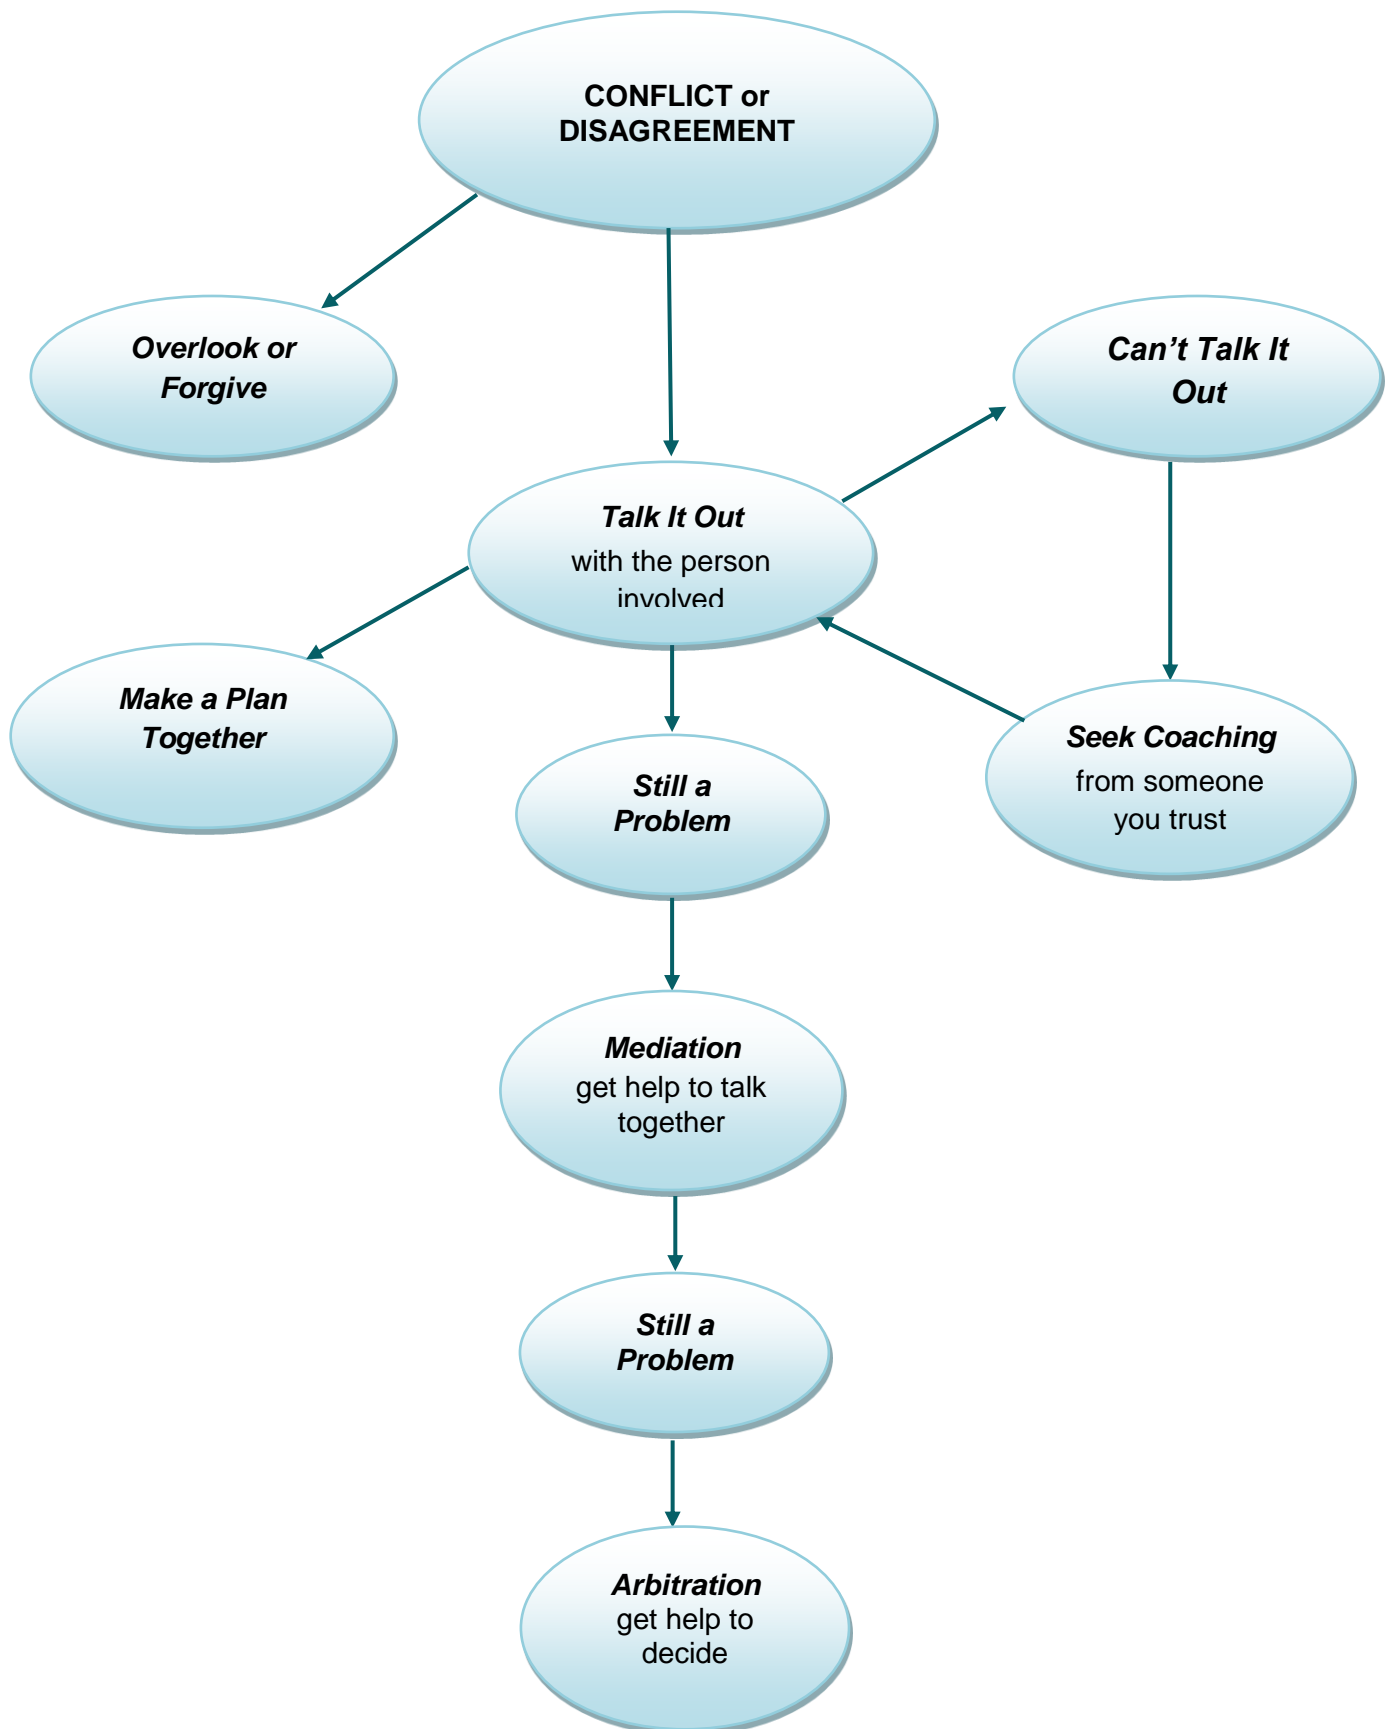 CONFLICT or
DISAGREEMENT
Overlook or
Forgive
Can't Talk It
Out
Talk It Out
with the person
involved
Make a Plan
Together
Seek Coaching
from someone
you trust
Still a
Problem
Mediation
get help to talk
together
Still a
Problem
Arbitration
get help to
decide